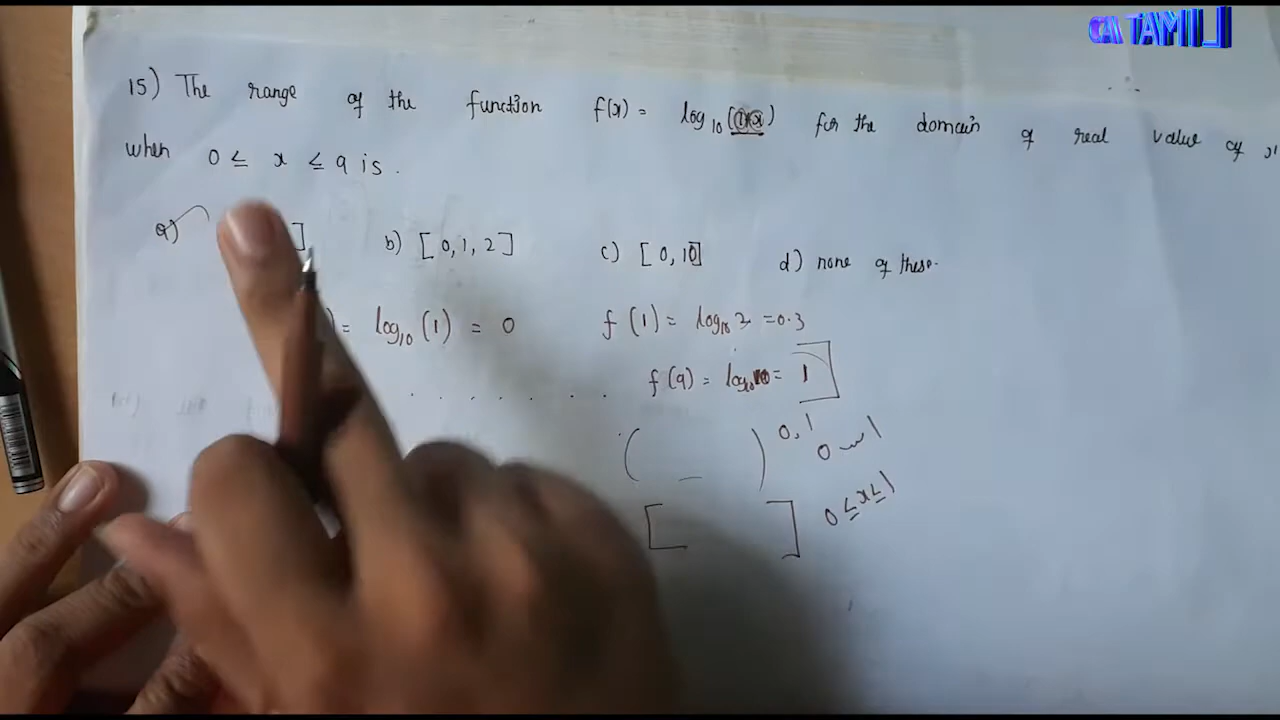 CA TAMIL
15) The range of the function f(x) = log10 (1+x) for the domain of real value of x
when 0 ≤ x ≤ 9 is.
a) ] b) [ 0, 1, 2 ] c) [ 0, 10] d) none of these.
) = log10 (1) = 0 f (1) = log10 2 = 0.3
. . . . . . . f (9) = log10 10 = 1 ]
( _ ) 0, 1
0 1
[ ] 0 ≤ x ≤ 1